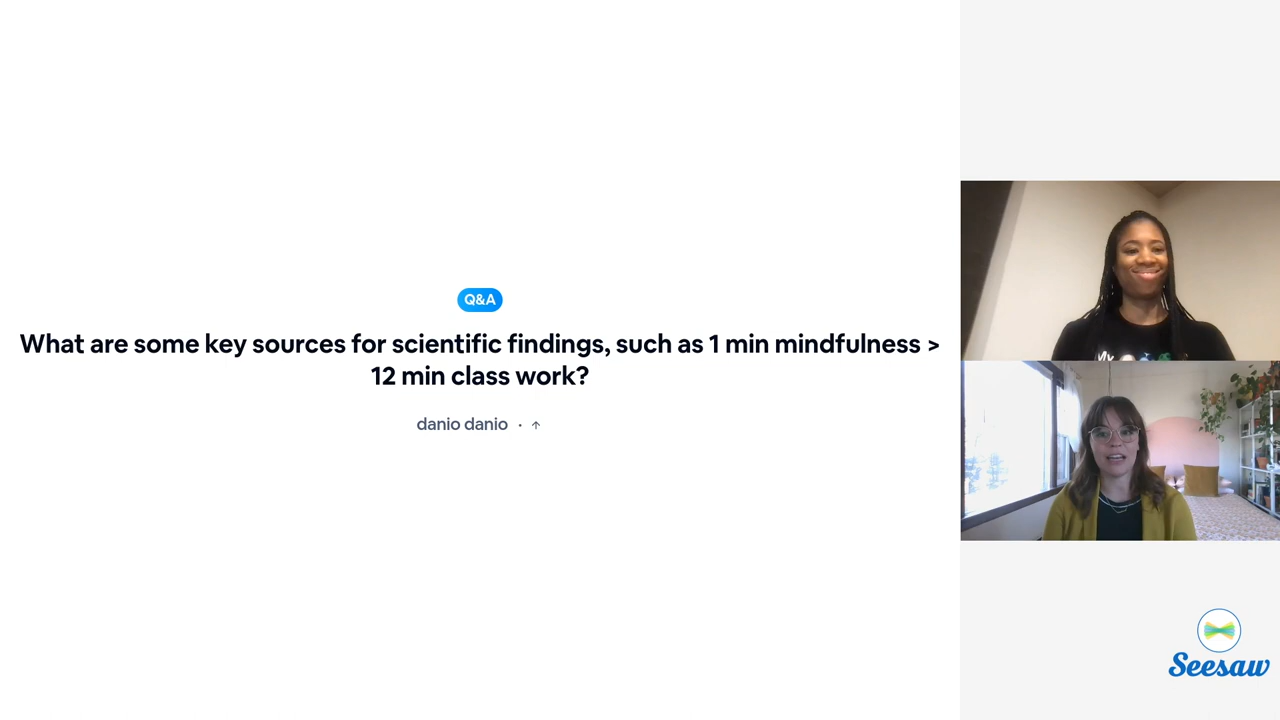 Q&A
What are some key sources for scientific findings, such as 1 min mindfulness >
12 min class work?
danio danio · ↑
My
Seesaw